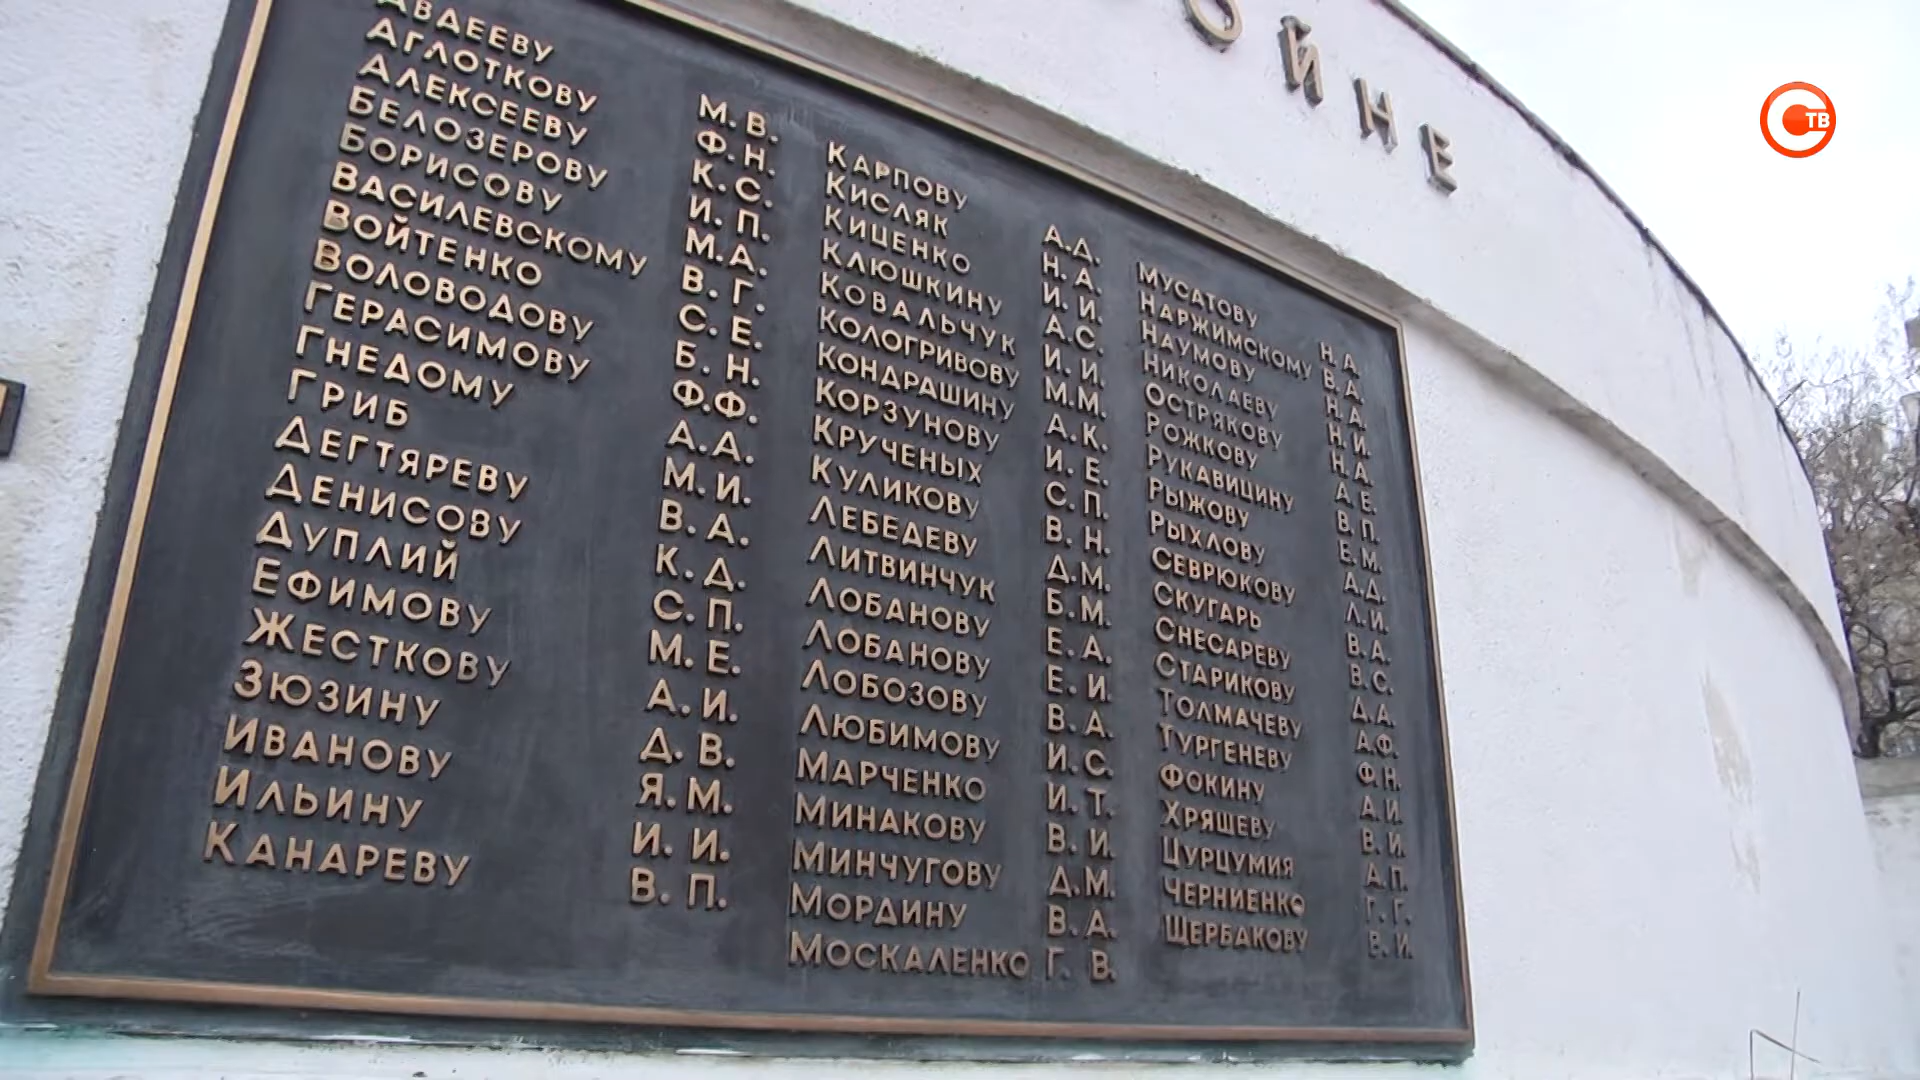 ОЙНЕ
АВДЕЕВУ М. В.
АГЛОТКОВУ Ф. Н.
АЛЕКСЕЕВУ К. С.
БЕЛОЗЕРОВУ И. П.
БОРИСОВУ М. А.
ВАСИЛЕВСКОМУ В. Г.
ВОЙТЕНКО С. Е.
ВОЛОВОДОВУ Б. Н.
ГЕРАСИМОВУ Ф. Ф.
ГНЕДОМУ А. А.
ГРИБ М. И.
ДЕГТЯРЕВУ В. А.
ДЕНИСОВУ К. Д.
ДУПЛИЙ С. П.
ЕФИМОВУ М. Е.
ЖЕСТКОВУ А. И.
ЗЮЗИНУ Д. В.
ИВАНОВУ Я. М.
ИЛЬИНУ И. И.
КАНАРЕВУ В. П.
КАРПОВУ А. Д.
КИСЛЯК Н. А.
КИЦЕНКО И. И.
КЛЮШКИНУ А. С.
КОВАЛЬЧУК И. И.
КОЛОГРИВОВУ М. М.
КОНДРАШИНУ А. К.
КОРЗУНОВУ И. Е.
КРУЧЕНЫХ С. П.
КУЛИКОВУ В. Н.
ЛЕБЕДЕВУ Д. М.
ЛИТВИНЧУК Б. М.
ЛОБАНОВУ Е. А.
ЛОБАНОВУ Е. И.
ЛОБОЗОВУ В. А.
ЛЮБИМОВУ И. С.
МАРЧЕНКО И. Т.
МИНАКОВУ В. И.
МИНЧУГОВУ Д. М.
МОРДИНУ В. А.
МОСКАЛЕНКО Г. В.
МУСАТОВУ Н. А.
НАРЖИМСКОМУ В. А.
НАУМОВУ Н. А.
НИКОЛАЕВУ Н. И.
ОСТРЯКОВУ Н. А.
РОЖКОВУ А. Е.
РУКАВИЦИНУ В. П.
РЫЖОВУ Е. М.
РЫХЛОВУ А. Д.
СЕВРЮКОВУ Л. И.
СКУГАРЬ В. А.
СНЕСАРЕВУ В. С.
СТАРИКОВУ Д. А.
ТОЛМАЧЕВУ А. Ф.
ТУРГЕНЕВУ Ф. Н.
ФОКИНУ А. И.
ХРЯШЕВУ В. И.
ЦУРЦУМИЯ А. П.
ЧЕРНИЕНКО Г. Г.
ЩЕРБАКОВУ В. И.
СТВ